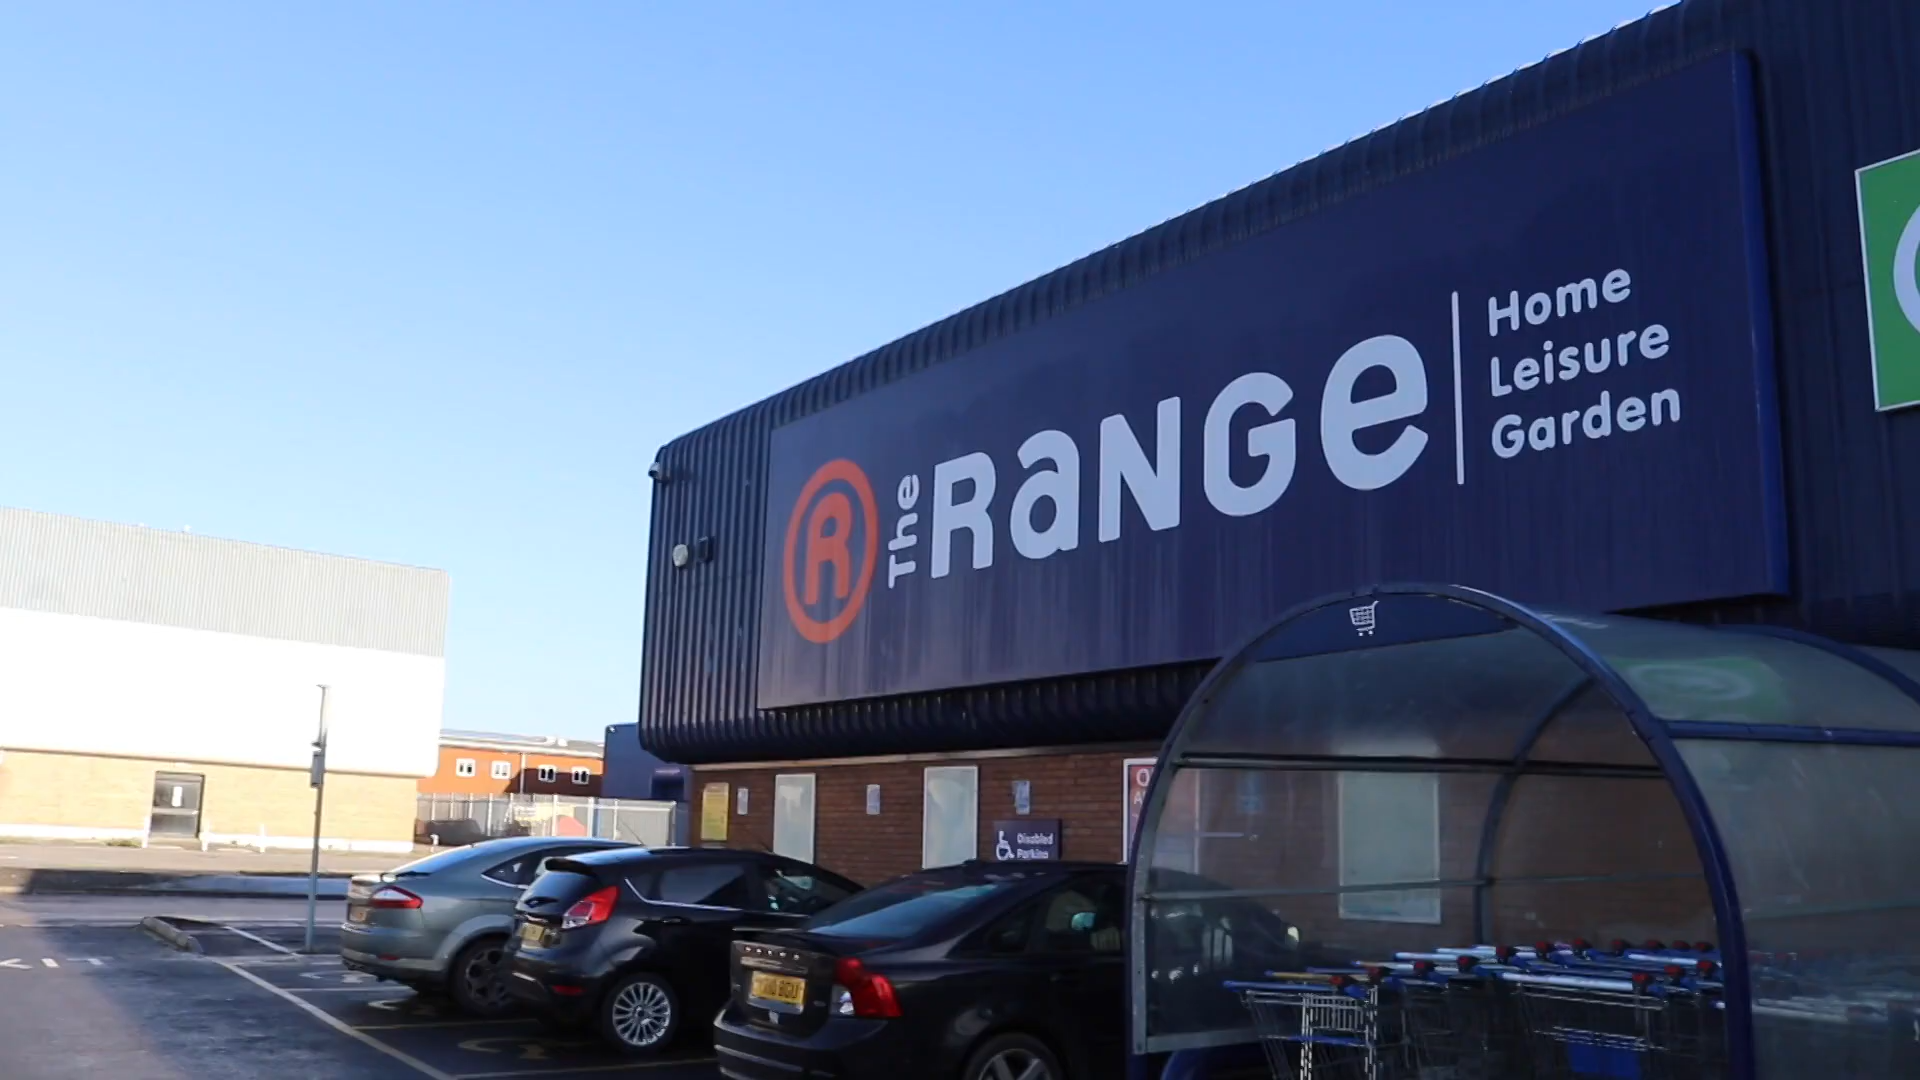 R The RANGe
Home
Leisure
Garden
Disabled
Parking